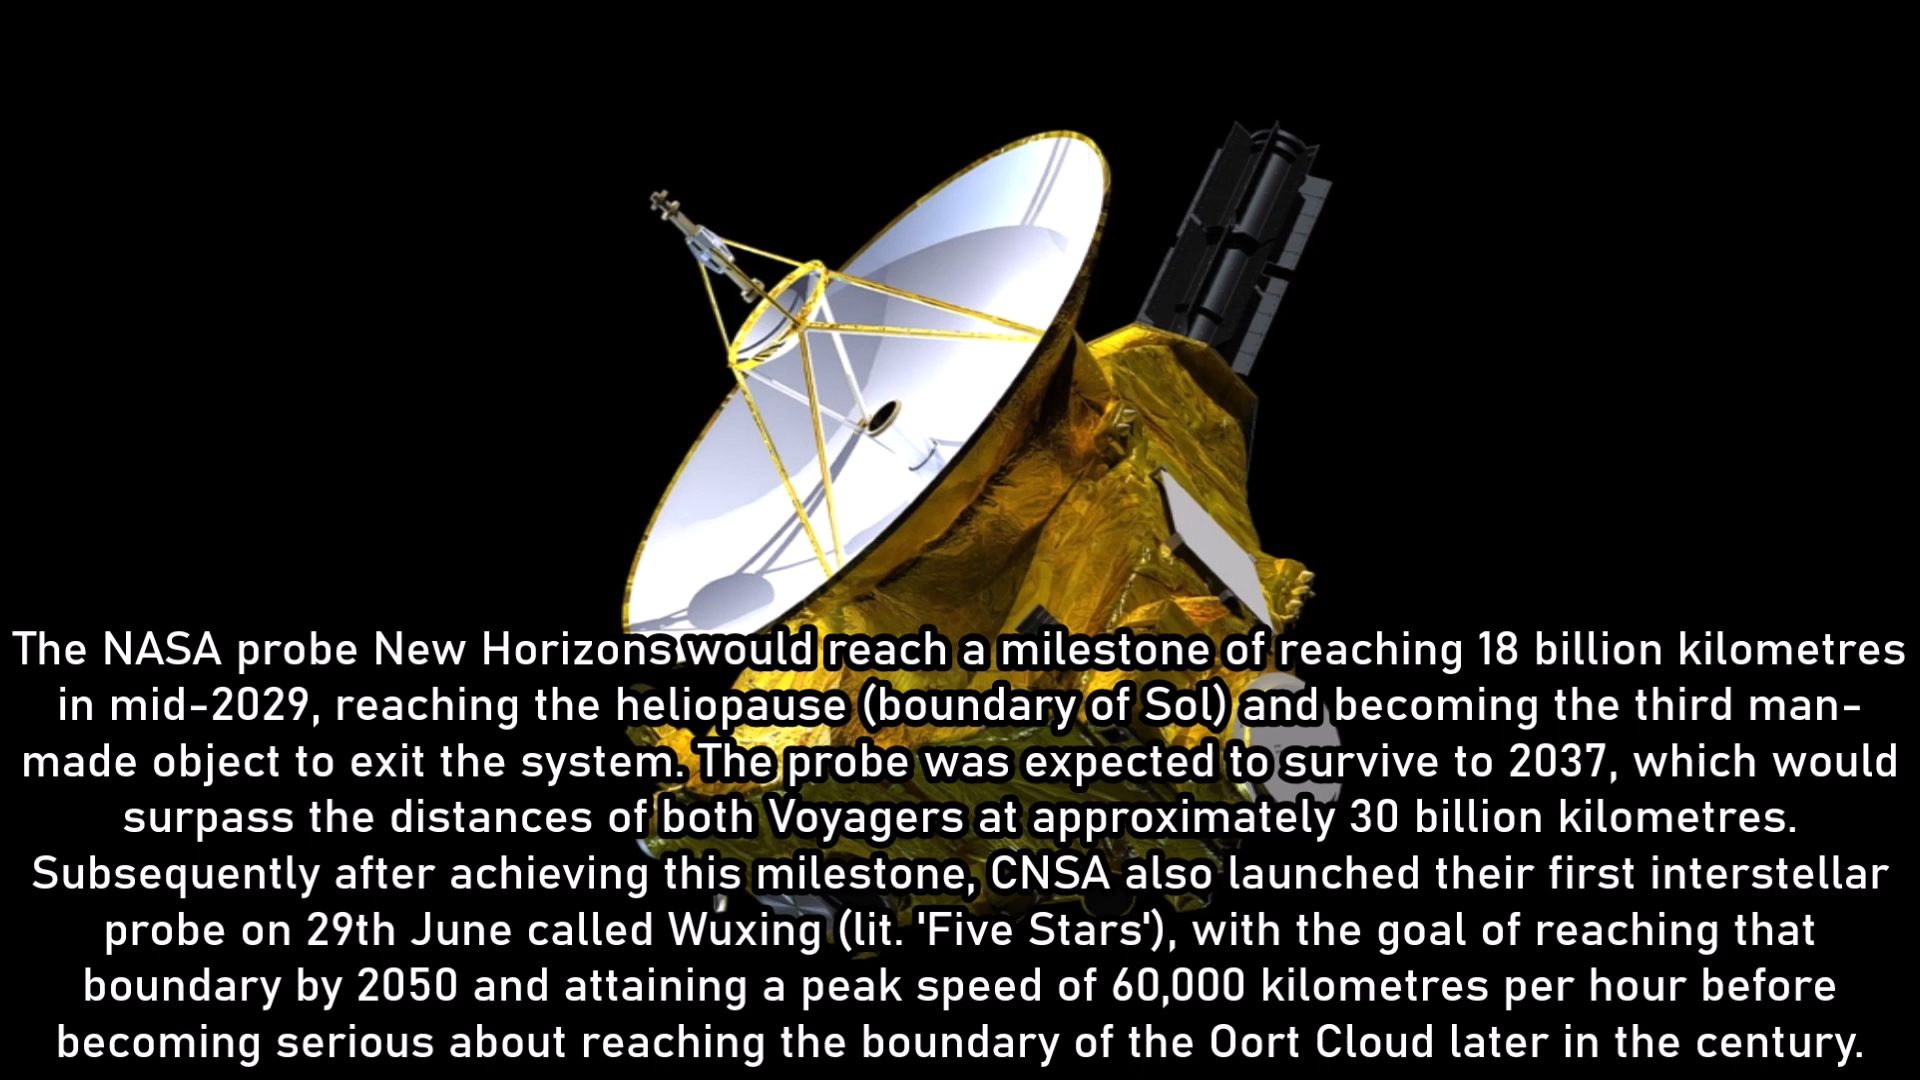 The NASA probe New Horizons would reach a milestone of reaching 18 billion kilometres
in mid-2029, reaching the heliopause (boundary of Sol) and becoming the third man-
made object to exit the system. The probe was expected to survive to 2037, which would
surpass the distances of both Voyagers at approximately 30 billion kilometres.
Subsequently after achieving this milestone, CNSA also launched their first interstellar
probe on 29th June called Wuxing (lit. 'Five Stars'), with the goal of reaching that
boundary by 2050 and attaining a peak speed of 60,000 kilometres per hour before
becoming serious about reaching the boundary of the Oort Cloud later in the century.